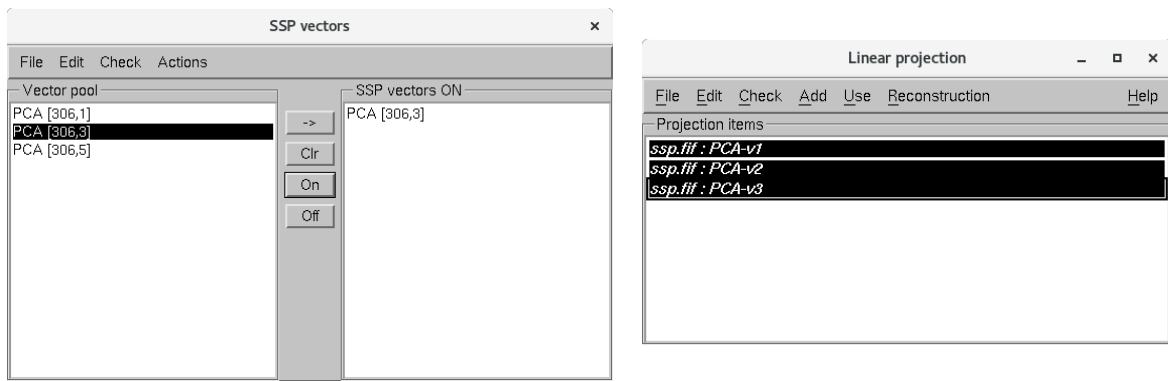 SSP vectors ×
File Edit Check Actions
Vector pool
PCA [306,1]
PCA [306,3]
PCA [306,5]
->
Clr
On
Off
SSP vectors ON
PCA [306,3]
Linear projection
File Edit Check Add Use Reconstruction Help
Projection items
ssp.fif : PCA-v1
ssp.fif : PCA-v2
ssp.fif : PCA-v3